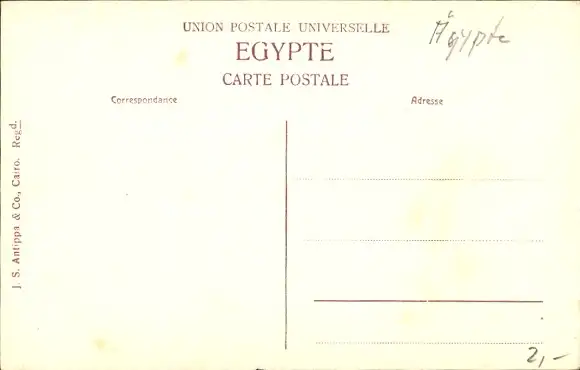 UNION POSTALE UNIVERSELLE
Ägypte
EGYPTE
CARTE POSTALE
Correspondance
Adresse
J. S. Antippa & Co., Cairo. Regd.
2,-